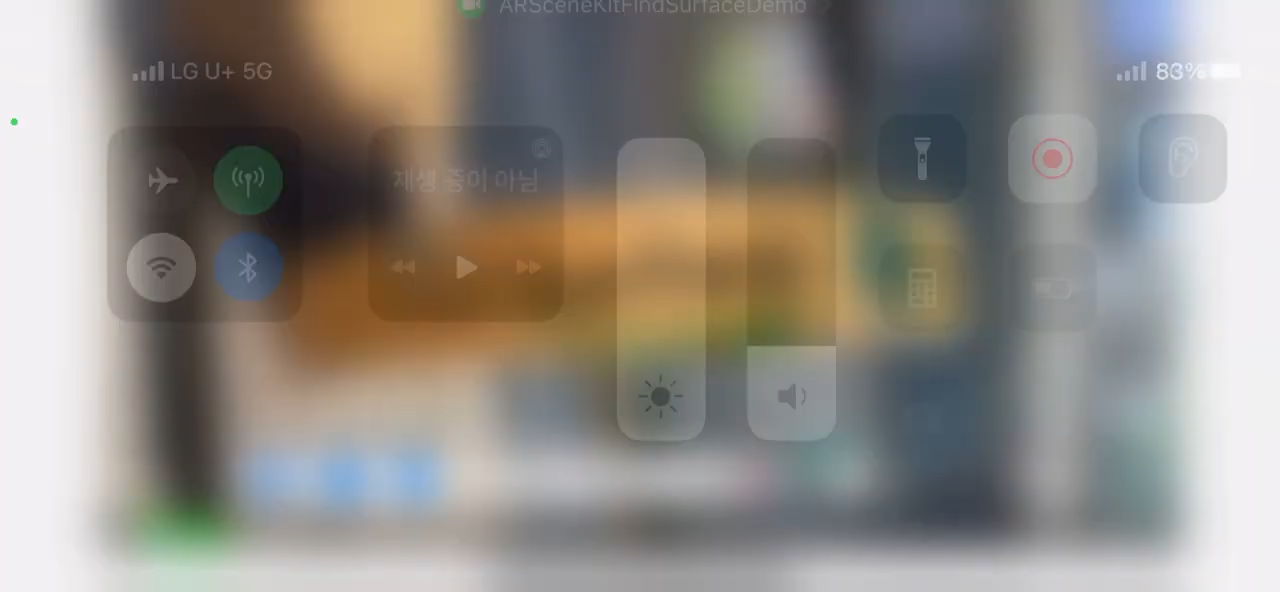 ARSceneKitFindSurfaceDemo
LG U+ 5G
83%
재생 중이 아님